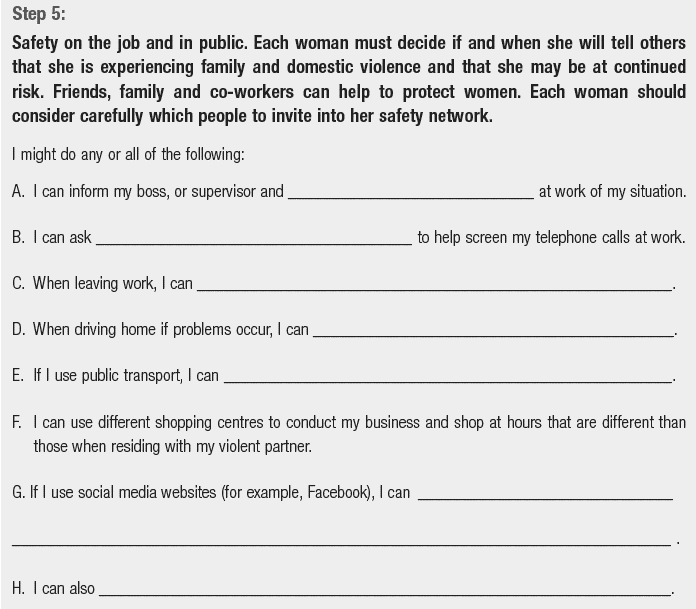 Step 5:
Safety on the job and in public. Each woman must decide if and when she will tell others
that she is experiencing family and domestic violence and that she may be at continued
risk. Friends, family and co-workers can help to protect women. Each woman should
consider carefully which people to invite into her safety network.
I might do any or all of the following:
A. I can inform my boss, or supervisor and ______________________________ at work of my situation.
B. I can ask ______________________________________ to help screen my telephone calls at work.
C. When leaving work, I can __________________________________________________________.
D. When driving home if problems occur, I can ____________________________________________.
E. If I use public transport, I can _______________________________________________________.
F. I can use different shopping centres to conduct my business and shop at hours that are different than
those when residing with my violent partner.
G. If I use social media websites (for example, Facebook), I can _______________________________
________________________________________________________________________________ .
H. I can also ______________________________________________________________________.